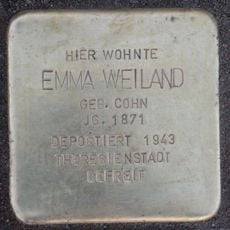 HIER WOHNTE
EMMA WEILAND
GEB. COHN
JG. 1871
DEPORTIERT 1943
THERESIENSTADT
BEFREIT